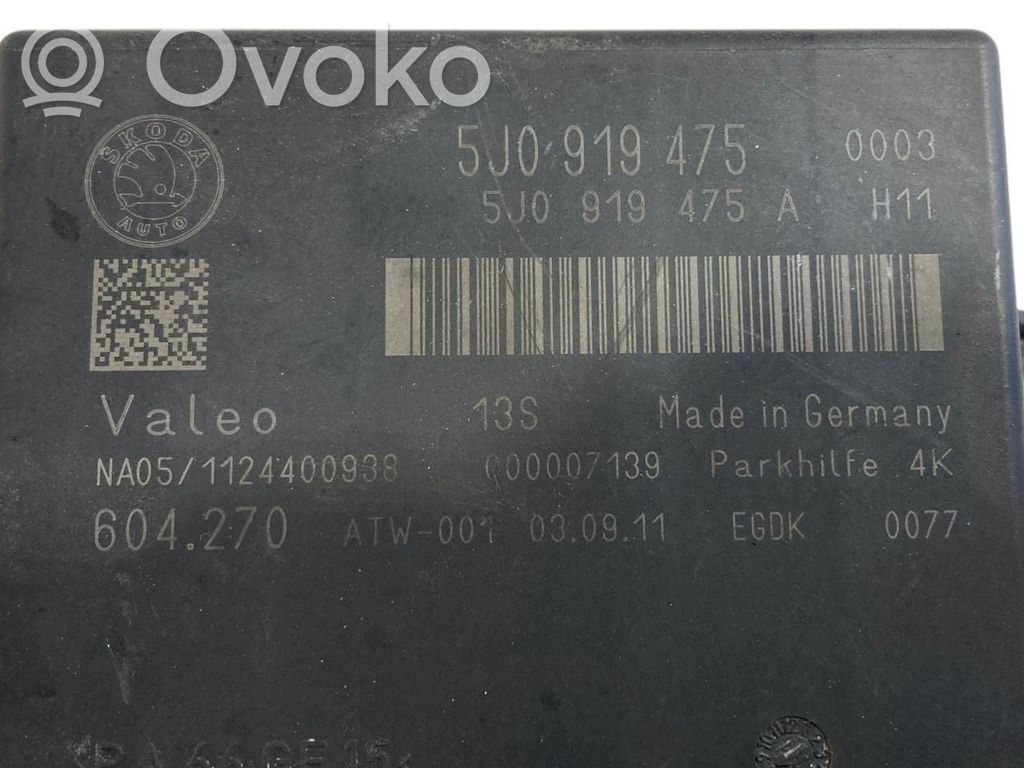 Ovoko
SKODA
AUTO
5J0 919 475 0003
5J0 919 475 A H11
Valeo 13S Made in Germany
NA05/1124400938 000007139 Parkhilfe 4K
604.270 ATW-001 03.09.11 EGDK 0077